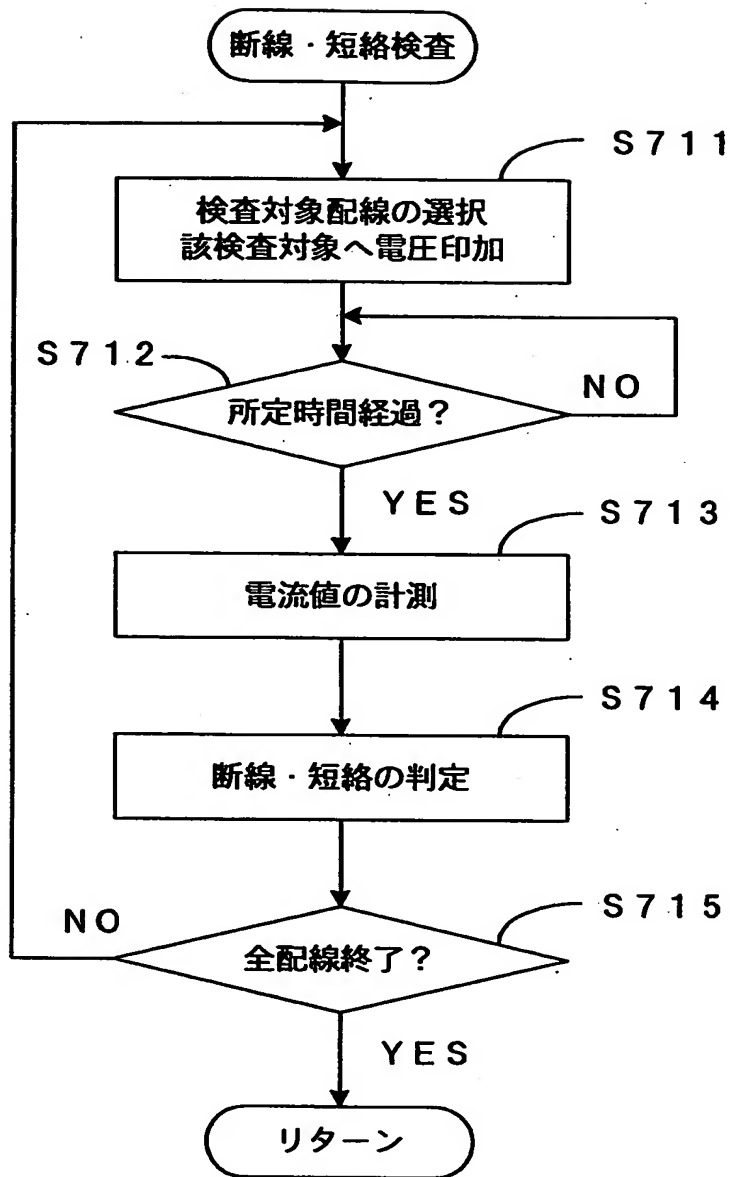 断線・短絡検査
S711
検査対象配線の選択
該検査対象へ電圧印加
S712
所定時間経過？
NO
YES
S713
電流値の計測
S714
断線・短絡の判定
S715
NO
全配線終了？
YES
リターン